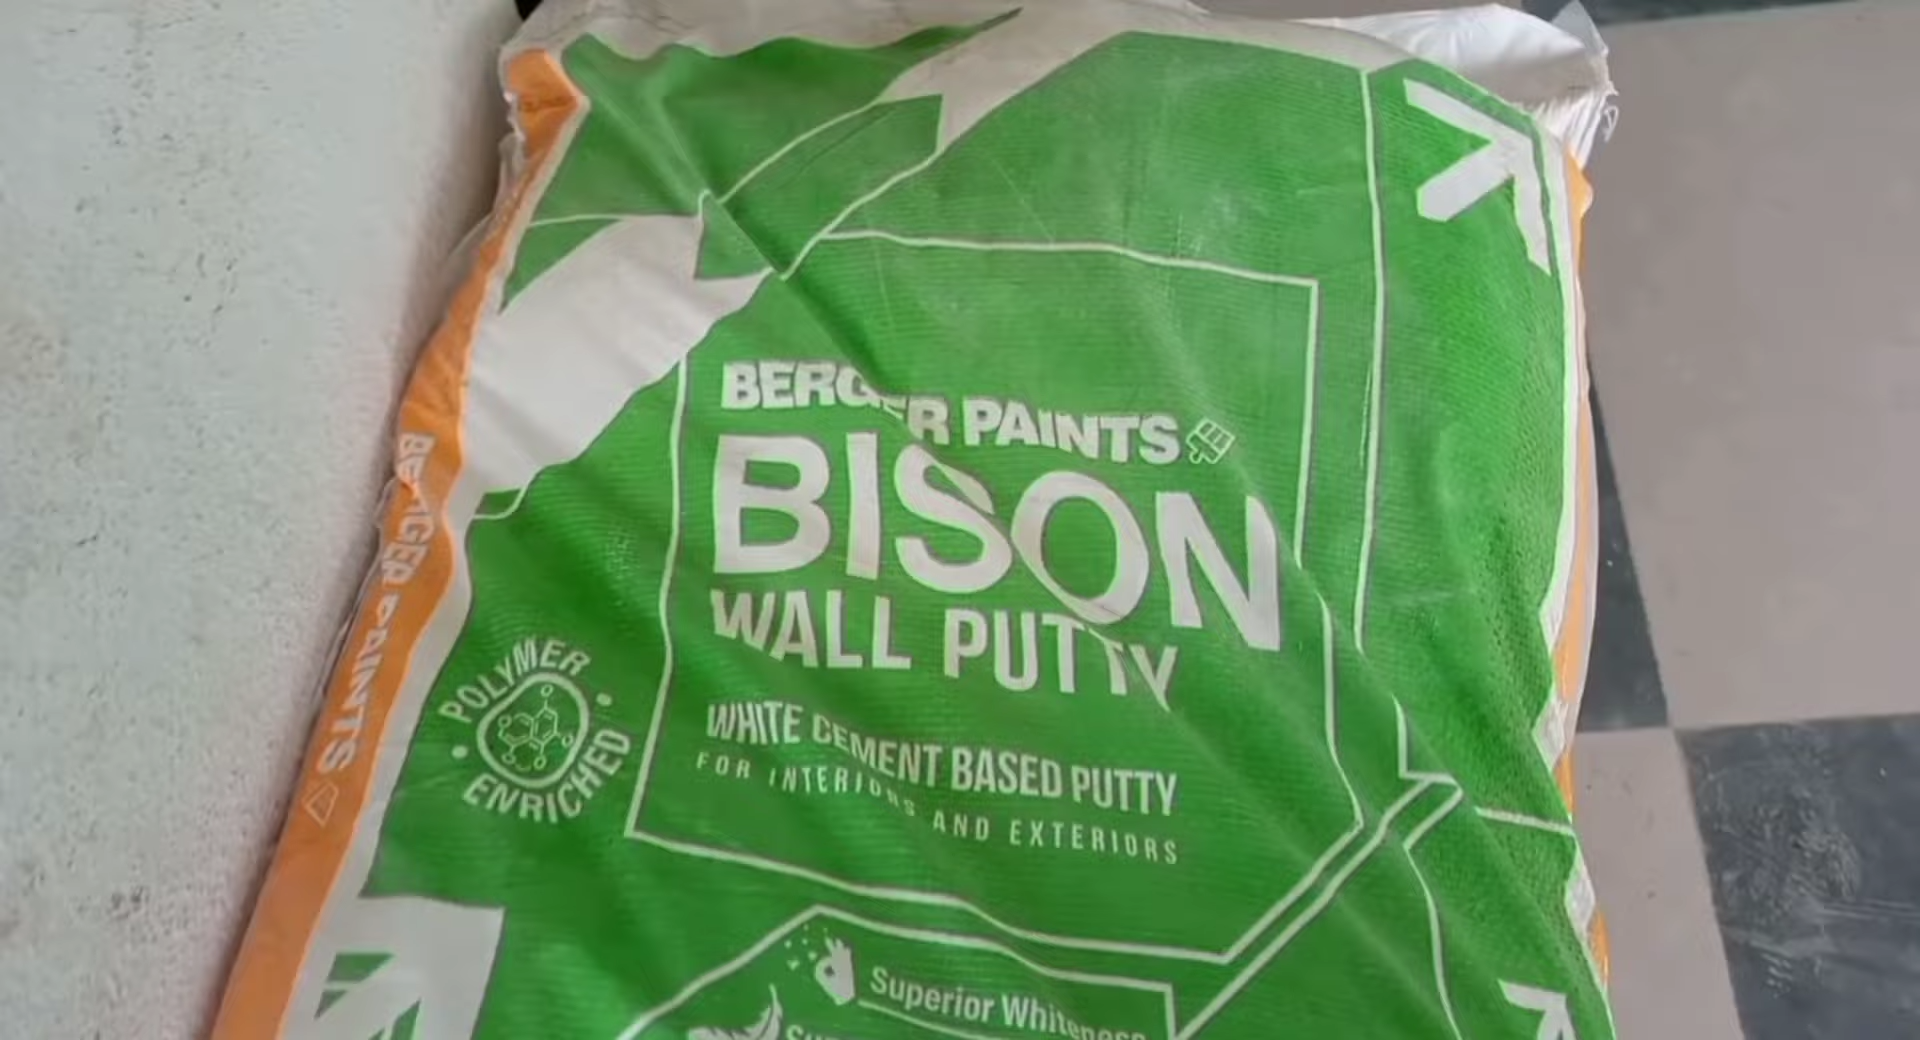 BERGER PAINTS
BISON
WALL PUTTY
WHITE CEMENT BASED PUTTY
FOR INTERIORS AND EXTERIORS
POLYMER
ENRICHED
BERGER PAINTS
Superior Whiteness